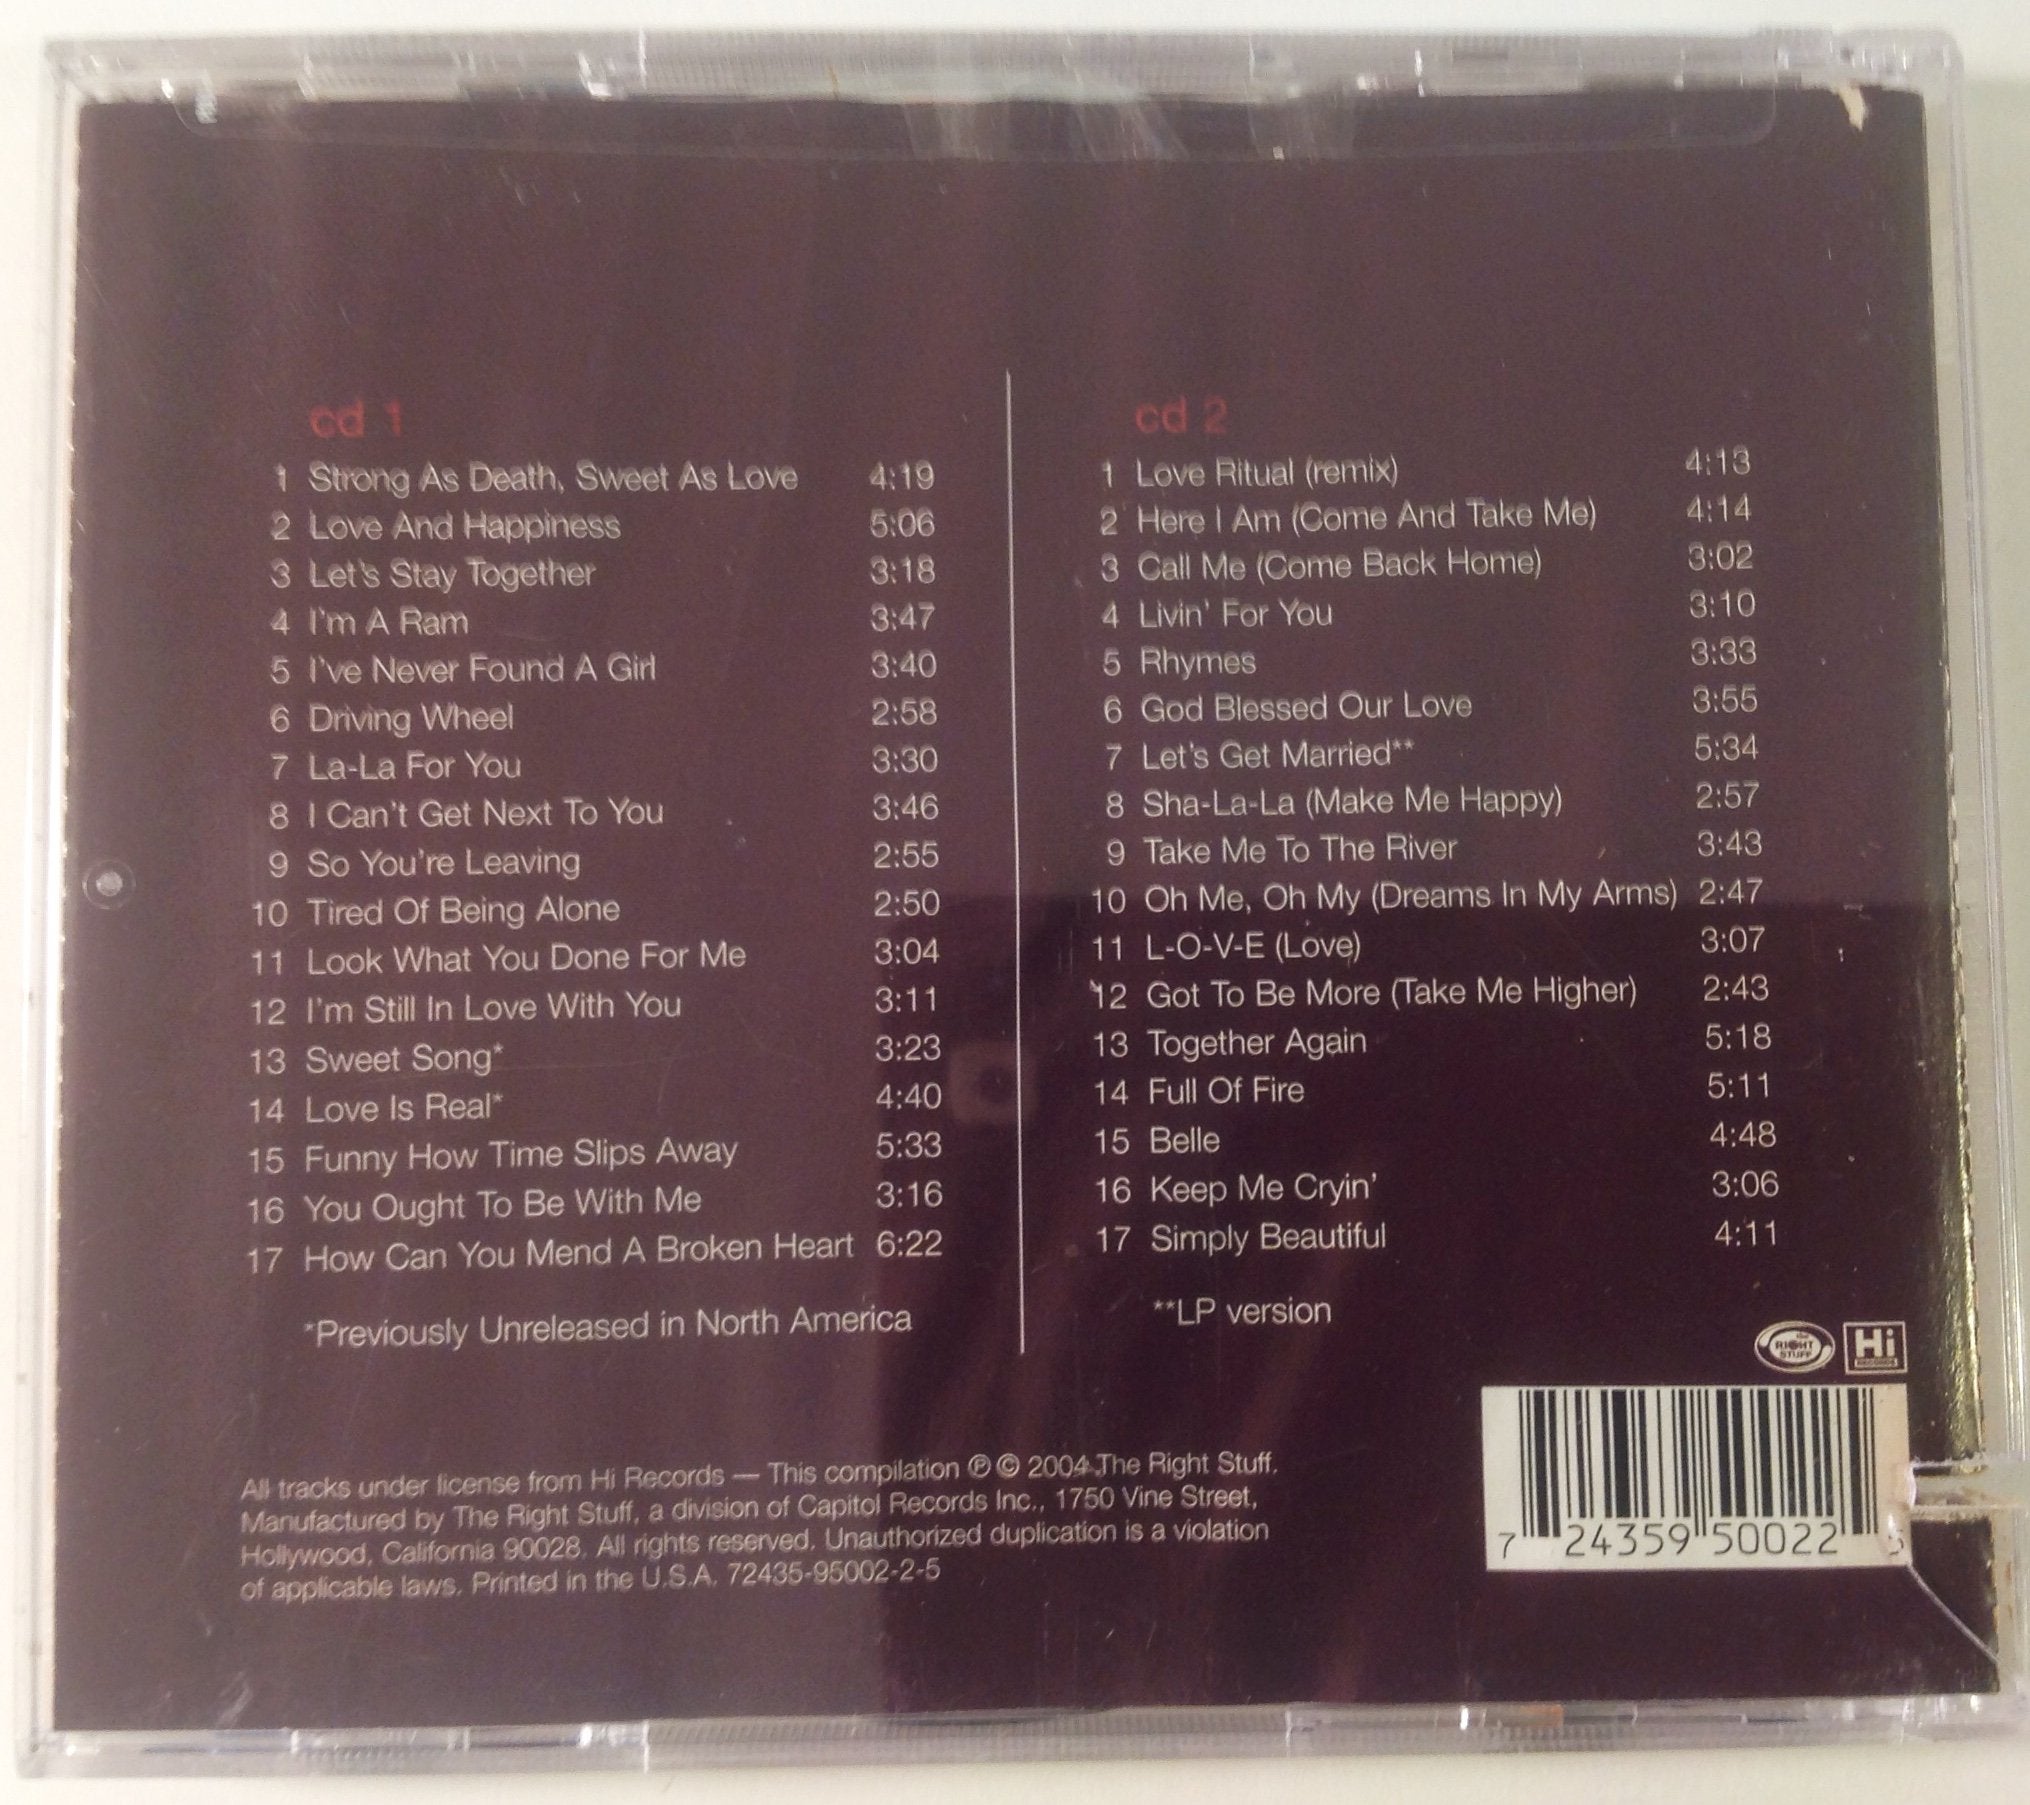 cd 1
1 Strong As Death, Sweet As Love 4:19
2 Love And Happiness 5:06
3 Let's Stay Together 3:18
4 I'm A Ram 3:47
5 I've Never Found A Girl 3:40
6 Driving Wheel 2:58
7 La-La For You 3:30
8 I Can't Get Next To You 3:46
9 So You're Leaving 2:55
10 Tired Of Being Alone 2:50
11 Look What You Done For Me 3:04
12 I'm Still In Love With You 3:11
13 Sweet Song* 3:23
14 Love Is Real* 4:40
15 Funny How Time Slips Away 5:33
16 You Ought To Be With Me 3:16
17 How Can You Mend A Broken Heart 6:22
*Previously Unreleased in North America
cd 2
1 Love Ritual (remix) 4:13
2 Here I Am (Come And Take Me) 4:14
3 Call Me (Come Back Home) 3:02
4 Livin' For You 3:10
5 Rhymes 3:33
6 God Blessed Our Love 3:55
7 Let's Get Married** 5:34
8 Sha-La-La (Make Me Happy) 2:57
9 Take Me To The River 3:43
10 Oh Me, Oh My (Dreams In My Arms) 2:47
11 L-O-V-E (Love) 3:07
12 Got To Be More (Take Me Higher) 2:43
13 Together Again 5:18
14 Full Of Fire 5:11
15 Belle 4:48
16 Keep Me Cryin' 3:06
17 Simply Beautiful 4:11
**LP version
the
RIGHT
STUFF
Hi
RECORDS
All tracks under license from Hi Records — This compilation ℗ © 2004 The Right Stuff.
Manufactured by The Right Stuff, a division of Capitol Records Inc., 1750 Vine Street,
Hollywood, California 90028. All rights reserved. Unauthorized duplication is a violation
of applicable laws. Printed in the U.S.A. 72435-95002-2-5
7 24359 50022 5